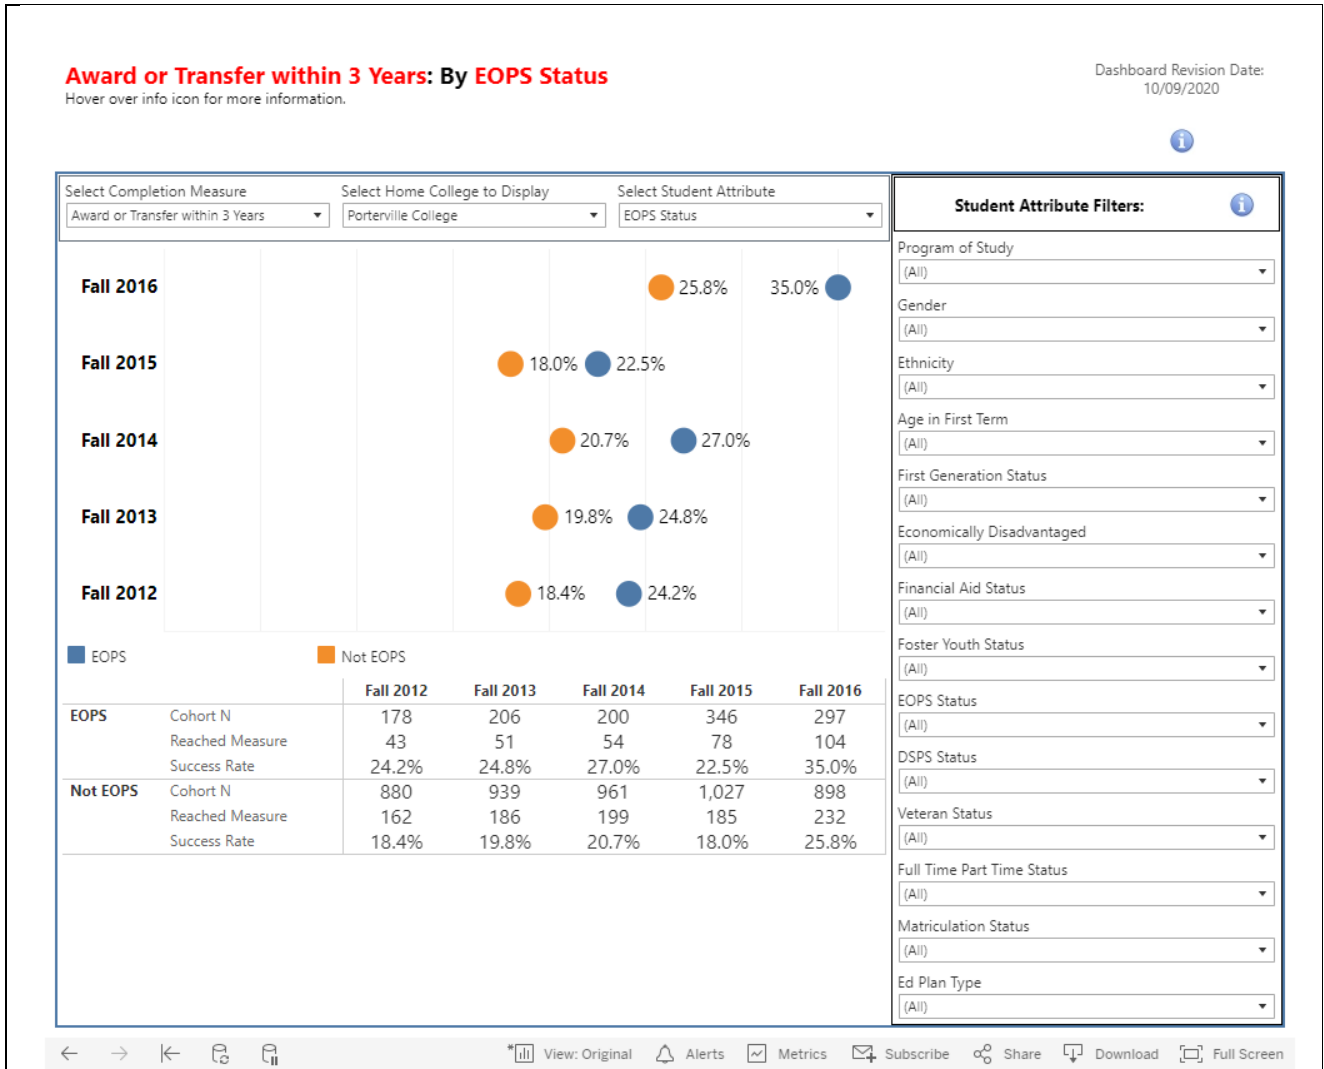 Award or Transfer within 3 Years: By EOPS Status
Hover over info icon for more information.
Dashboard Revision Date:
10/09/2020
Select Completion Measure
Award or Transfer within 3 Years
Select Home College to Display
Porterville College
Select Student Attribute
EOPS Status
Fall 2016
25.8% 35.0%
Fall 2015
18.0% 22.5%
Fall 2014
20.7% 27.0%
Fall 2013
19.8% 24.8%
Fall 2012
18.4% 24.2%
EOPS Not EOPS
Fall 2012 Fall 2013 Fall 2014 Fall 2015 Fall 2016
EOPS Cohort N 178 206 200 346 297
Reached Measure 43 51 54 78 104
Success Rate 24.2% 24.8% 27.0% 22.5% 35.0%
Not EOPS Cohort N 880 939 961 1,027 898
Reached Measure 162 186 199 185 232
Success Rate 18.4% 19.8% 20.7% 18.0% 25.8%
Student Attribute Filters:
Program of Study
(All)
Gender
(All)
Ethnicity
(All)
Age in First Term
(All)
First Generation Status
(All)
Economically Disadvantaged
(All)
Financial Aid Status
(All)
Foster Youth Status
(All)
EOPS Status
(All)
DSPS Status
(All)
Veteran Status
(All)
Full Time Part Time Status
(All)
Matriculation Status
(All)
Ed Plan Type
(All)
View: Original Alerts Metrics Subscribe Share Download Full Screen